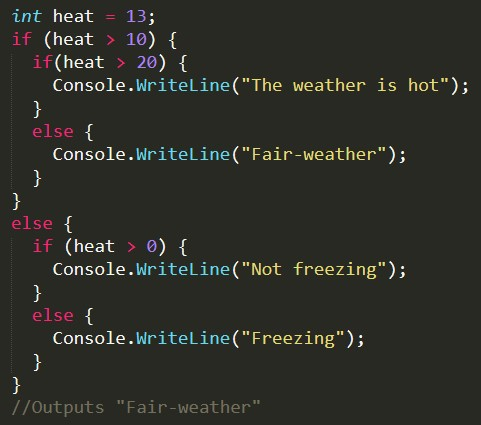 int heat = 13;
if (heat > 10) {
  if(heat > 20) {
    Console.WriteLine("The weather is hot");
  }
  else {
    Console.WriteLine("Fair-weather");
  }
}
else {
  if (heat > 0) {
    Console.WriteLine("Not freezing");
  }
  else {
    Console.WriteLine("Freezing");
  }
}
//Outputs "Fair-weather"